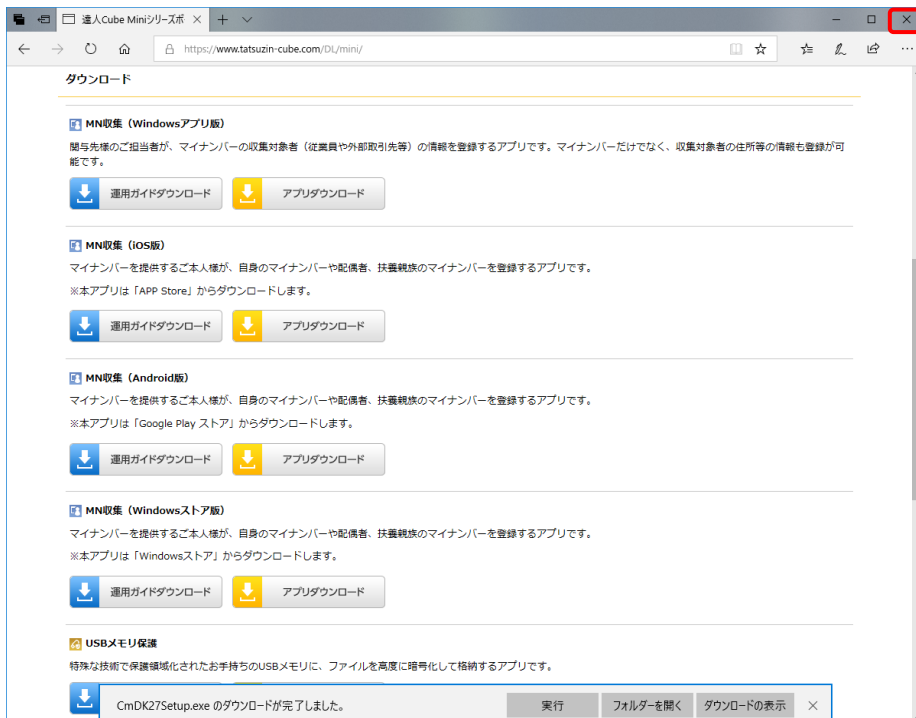 達人Cube Miniシリーズポ
https://www.tatsuzin-cube.com/DL/mini/
ダウンロード
MN収集（Windowsアプリ版）
関与先様のご担当者が、マイナンバーの収集対象者（従業員や外部取引先等）の情報を登録するアプリです。マイナンバーだけでなく、収集対象者の住所等の情報も登録が可
能です。
運用ガイドダウンロード アプリダウンロード
MN収集（iOS版）
マイナンバーを提供するご本人様が、自身のマイナンバーや配偶者、扶養親族のマイナンバーを登録するアプリです。
※本アプリは「APP Store」からダウンロードします。
運用ガイドダウンロード アプリダウンロード
MN収集（Android版）
マイナンバーを提供するご本人様が、自身のマイナンバーや配偶者、扶養親族のマイナンバーを登録するアプリです。
※本アプリは「Google Play ストア」からダウンロードします。
運用ガイドダウンロード アプリダウンロード
MN収集（Windowsストア版）
マイナンバーを提供するご本人様が、自身のマイナンバーや配偶者、扶養親族のマイナンバーを登録するアプリです。
※本アプリは「Windowsストア」からダウンロードします。
運用ガイドダウンロード アプリダウンロード
USBメモリ保護
特殊な技術で保護領域化されたお手持ちのUSBメモリに、ファイルを高度に暗号化して格納するアプリです。
CmDK27Setup.exe のダウンロードが完了しました。 実行 フォルダーを開く ダウンロードの表示